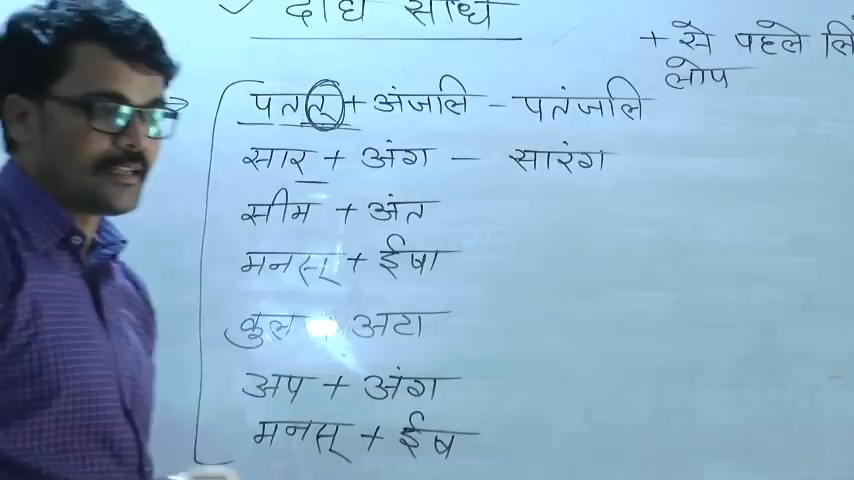 दीर्घ संधि
+ से पहले
लोप
पतत् + अंजलि - पतंजलि
सार + अंग - सारंग
सीम + अंत
मनस् + ईषा
कुल + अटा
अप + अंग
मनस् + ईष